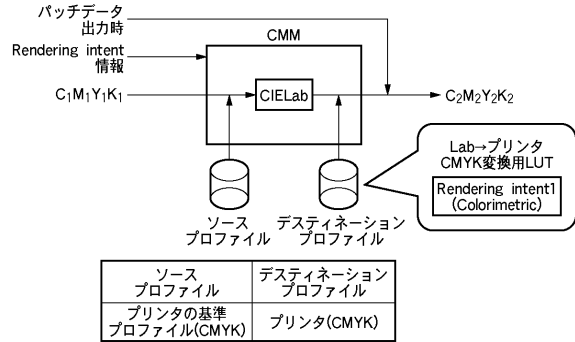 パッチデータ
出力時
CMM
Rendering intent
情報
C₁M₁Y₁K₁
CIELab
C₂M₂Y₂K₂
Lab→プリンタ
CMYK変換用LUT
Rendering intent1
(Colorimetric)
ソース
プロファイル
デスティネーション
プロファイル
ソース
プロファイル
デスティネーション
プロファイル
プリンタの基準
プロファイル(CMYK)
プリンタ(CMYK)